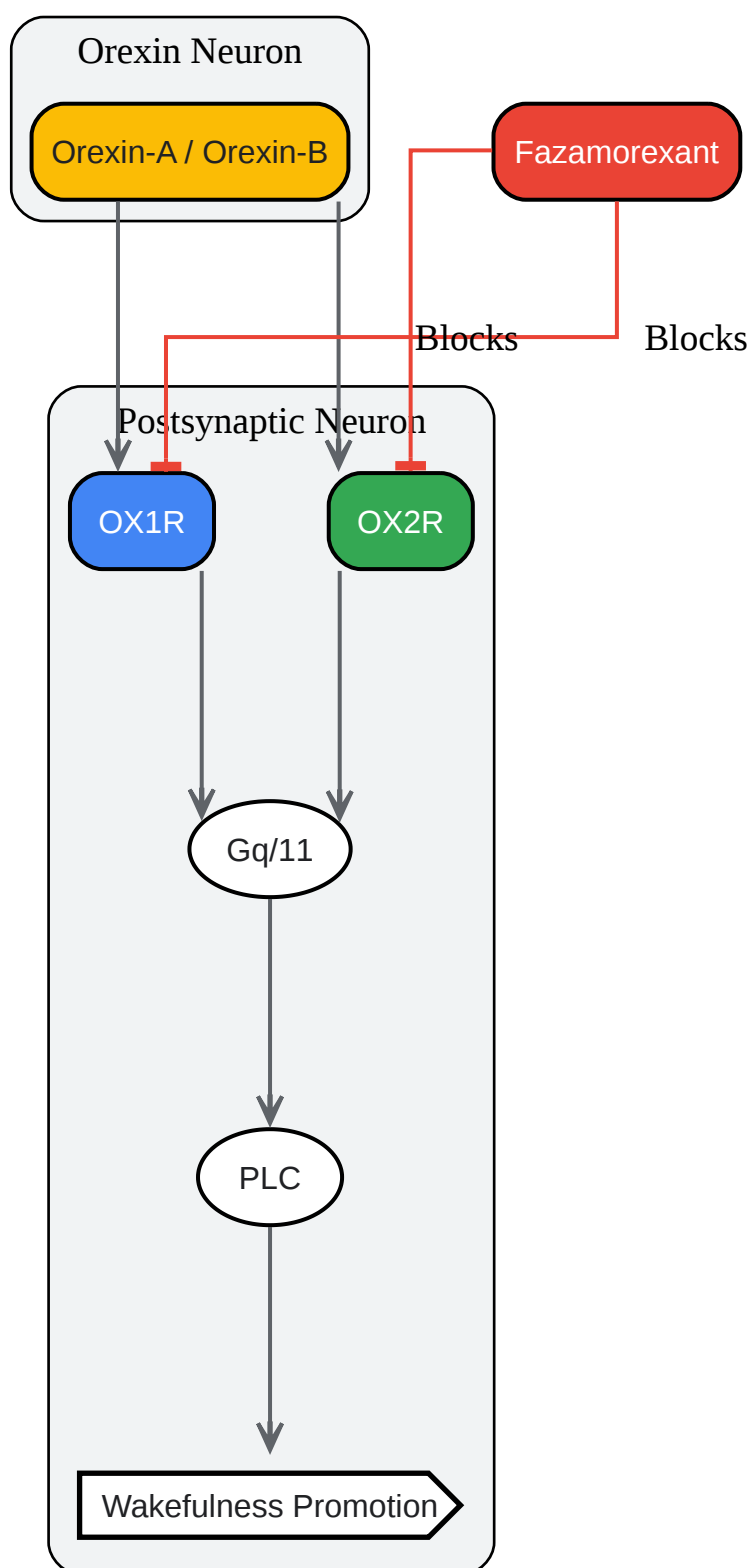 Orexin Neuron
Orexin-A / Orexin-B
Fazamorexant
Blocks
Blocks
Postsynaptic Neuron
OX1R
OX2R
Gq/11
PLC
Wakefulness Promotion